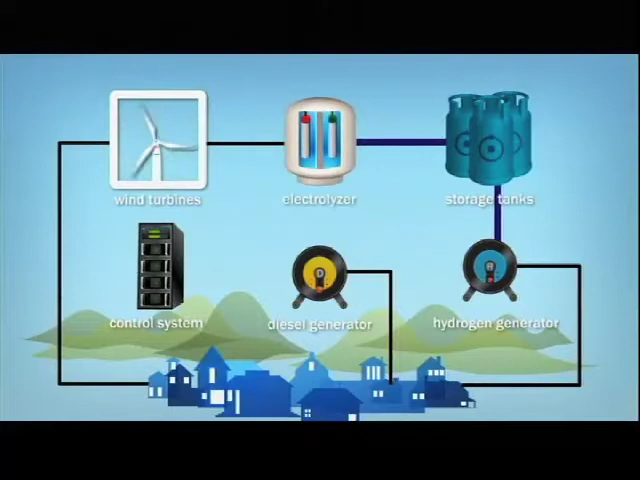 wind turbines
electrolyzer
storage tanks
control system
diesel generator
hydrogen generator